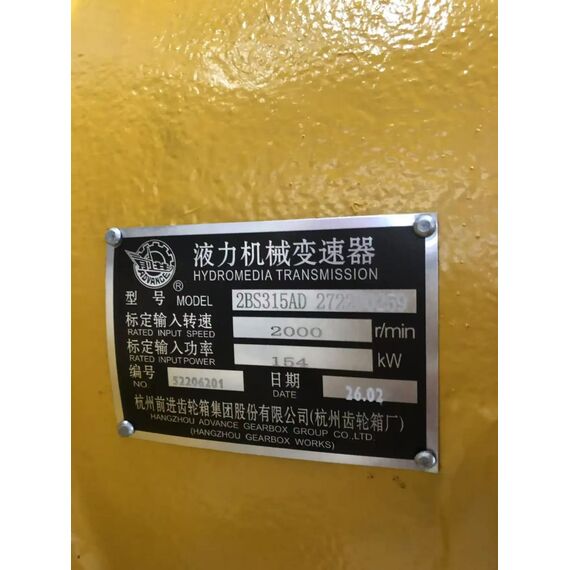 ADVANCE
®
液力机械变速器
HYDROMEDIA TRANSMISSION
型号 MODEL 2BS315AD
标定输入转速 2000 r/min
RATED INPUT SPEED
标定输入功率 154 kW
RATED INPUT POWER
编号 52206201 日期 26.02
NO. DATE
杭州前进齿轮箱集团股份有限公司(杭州齿轮箱厂)
HANGZHOU ADVANCE GEARBOX GROUP CO.,LTD.
(HANGZHOU GEARBOX WORKS)